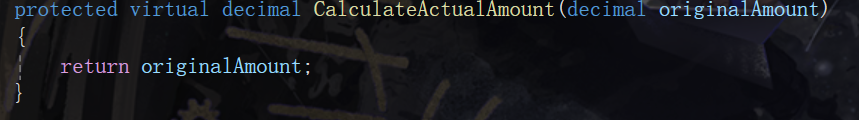 protected virtual decimal CalculateActualAmount(decimal originalAmount)
{
    return originalAmount;
}